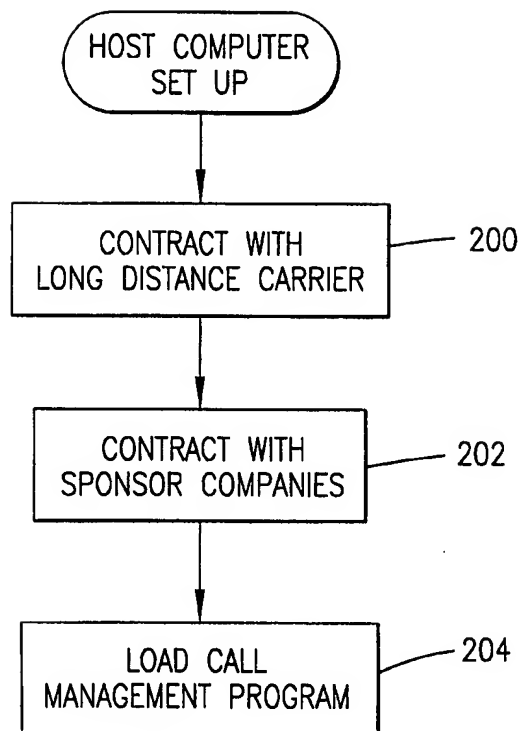 HOST COMPUTER
SET UP
CONTRACT WITH
LONG DISTANCE CARRIER
200
CONTRACT WITH
SPONSOR COMPANIES
202
LOAD CALL
MANAGEMENT PROGRAM
204